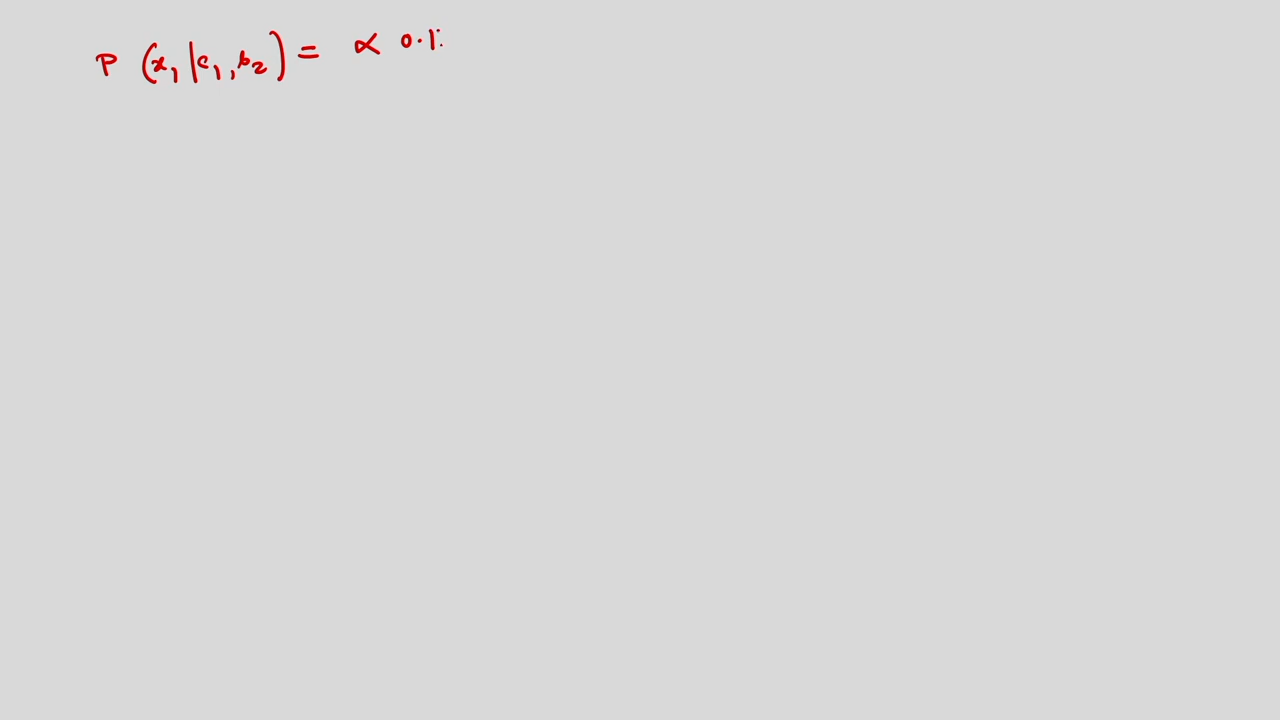 P (x₁|c₁,b₂) = α 0.1